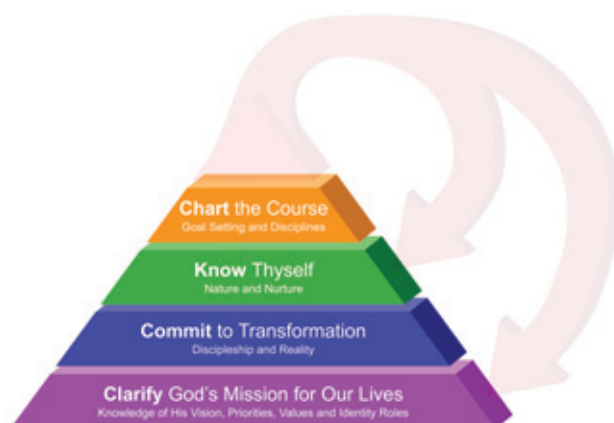 Chart the Course
Goal Setting and Disciplines
Know Thyself
Nature and Nurture
Commit to Transformation
Discipleship and Reality
Clarify God's Mission for Our Lives
Knowledge of His Vision, Priorities, Values and Identity Roles